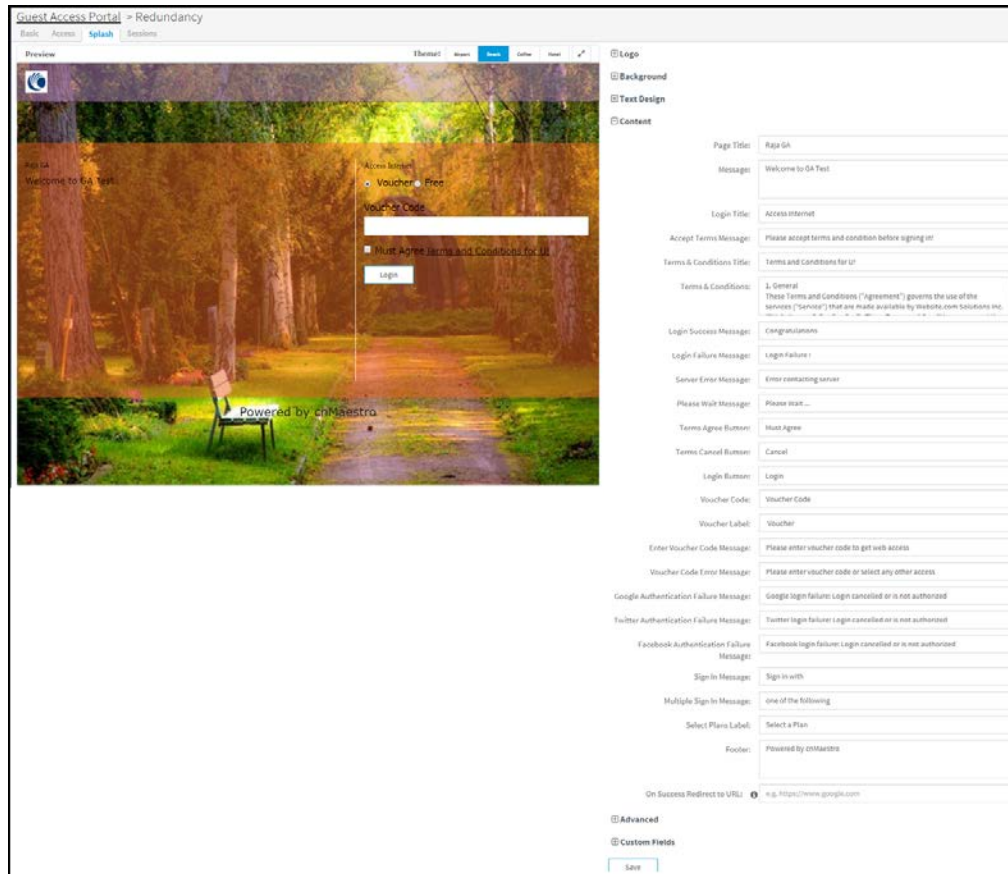 Guest Access Portal > Redundancy
Basic Access Splash Sessions
Preview
Themes: Airport Beach Coffee Hotel
Raja GA
Welcome to GA Test
Access Internet
Voucher Free
Voucher Code
Must Agree Terms and Conditions for U!
Login
Powered by cnMaestro
Logo
Background
Text Design
Content
Page Title: Raja GA
Message: Welcome to GA Test
Login Title: Access Internet
Accept Terms Message: Please accept terms and condition before signing in!
Terms & Conditions Title: Terms and Conditions for U!
Terms & Conditions: 1. General
These Terms and Conditions ("Agreement") governs the use of the
services ("Service") that are made available by Website.com Solutions Inc.
Login Success Message: Congratulations
Login Failure Message: Login Failure !
Server Error Message: Error contacting server
Please Wait Message: Please Wait ...
Terms Agree Button: Must Agree
Terms Cancel Button: Cancel
Login Button: Login
Voucher Code: Voucher Code
Voucher Label: Voucher
Enter Voucher Code Message: Please enter voucher code to get web access
Voucher Code Error Message: Please enter voucher code or select any other access
Google Authentication Failure Message: Google login failure: Login cancelled or is not authorized
Twitter Authentication Failure Message: Twitter login failure: Login cancelled or is not authorized
Facebook Authentication Failure Message: Facebook login failure: Login cancelled or is not authorized
Sign In Message: Sign in with
Multiple Sign In Message: one of the following
Select Plans Label: Select a Plan
Footer: Powered by cnMaestro
On Success Redirect to URL: e.g. https://www.google.com
Advanced
Custom Fields
Save